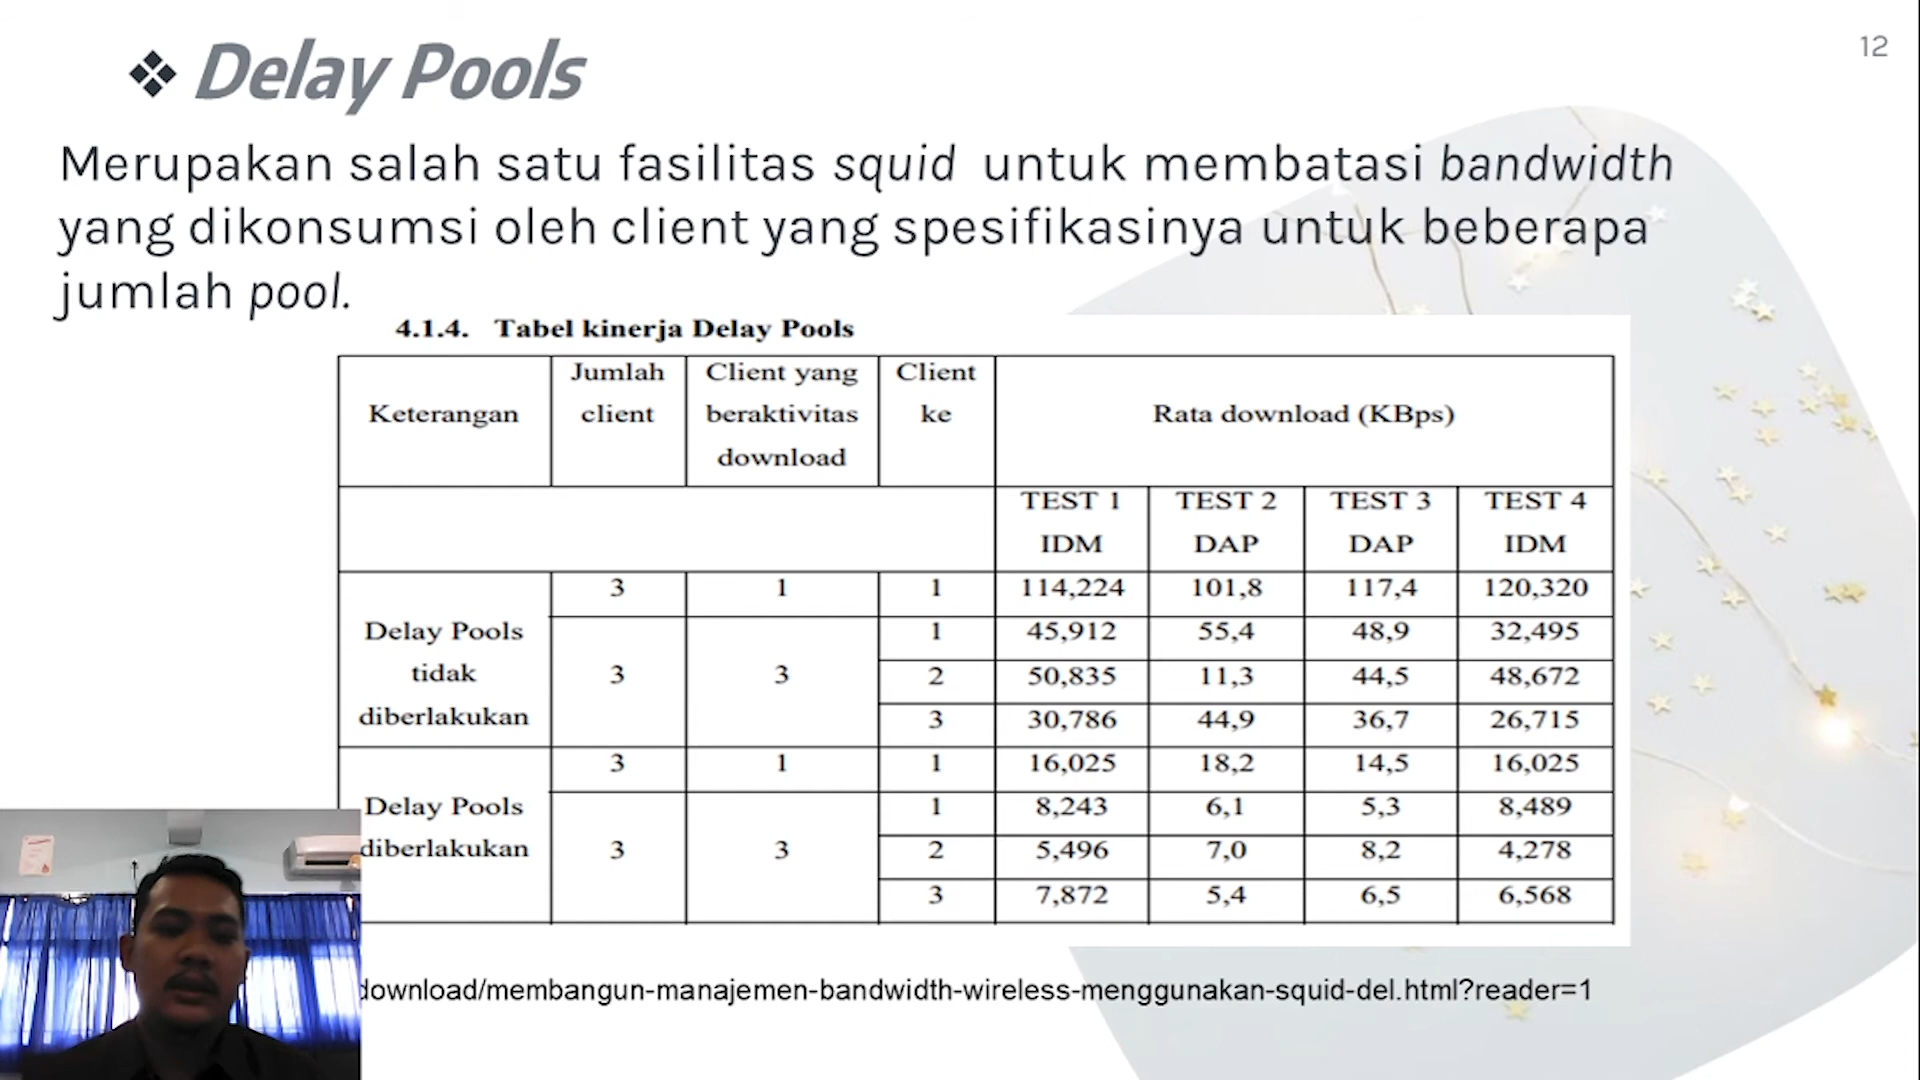 12
❖ Delay Pools
Merupakan salah satu fasilitas squid untuk membatasi bandwidth
yang dikonsumsi oleh client yang spesifikasinya untuk beberapa
jumlah pool.
4.1.4. Tabel kinerja Delay Pools
Keterangan
Jumlah
client
Client yang
beraktivitas
download
Client
ke
Rata download (KBps)
TEST 1
IDM
TEST 2
DAP
TEST 3
DAP
TEST 4
IDM
Delay Pools
tidak
diberlakukan
3 1 1 114,224 101,8 117,4 120,320
3 3
1 45,912 55,4 48,9 32,495
2 50,835 11,3 44,5 48,672
3 30,786 44,9 36,7 26,715
Delay Pools
diberlakukan
3 1 1 16,025 18,2 14,5 16,025
3 3
1 8,243 6,1 5,3 8,489
2 5,496 7,0 8,2 4,278
3 7,872 5,4 6,5 6,568
download/membangun-manajemen-bandwidth-wireless-menggunakan-squid-del.html?reader=1